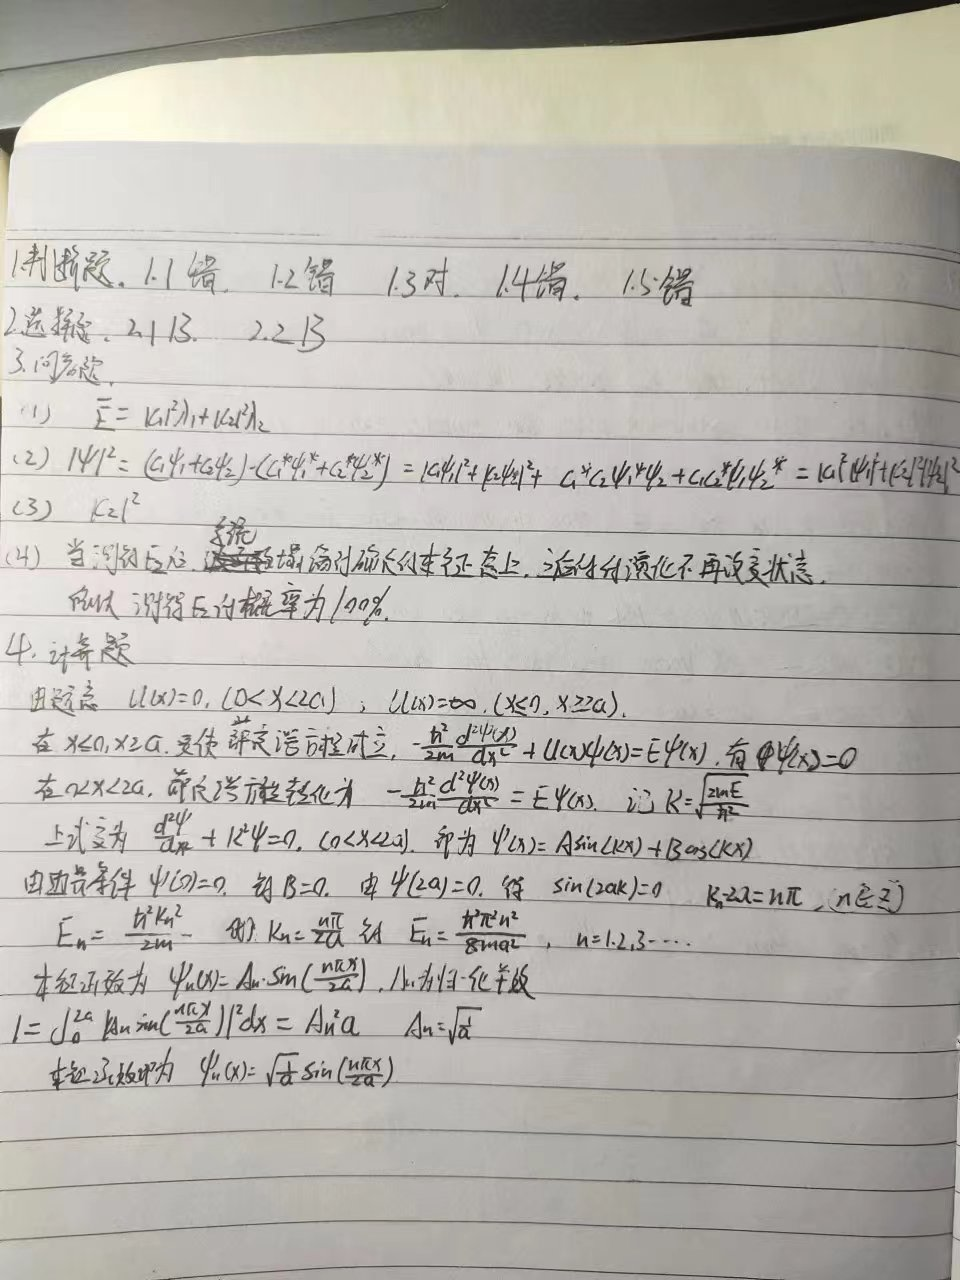 1.判断题. 1.1 错. 1.2 错 1.3 对. 1.4 错. 1.5 错
2.选择题. 2.1 B. 2.2 B
3.问答题.
(1) Ē = |c₁|²λ₁+|c₂|²λ₂
(2) |Ψ|² = (c₁ψ₁+c₂ψ₂)·(c₁*ψ₁*+c₂*ψ₂*) = |c₁ψ₁|²+|c₂ψ₂|²+ c₁*c₂ψ₁*ψ₂+c₁c₂*ψ₁ψ₂* = |c₁|²|ψ₁|²+|c₂|²|ψ₂|²
(3) |c₂|²
(4) 当测得E₂后, 系统塌缩到确定的本征态上, 之后的时演化不再改变状态.
所以 测得E₂的概率为100%.
4. 计算题
由题意 U(x)=0, (0<x<2a) ; U(x)=∞, (x≤0, x≥2a).
在 x≤0, x≥2a. 要使薛定谔方程成立, -ħ²/2m d²Ψ(x)/dx² + U(x)ψ(x)=Eψ(x), 有 ψ(x)=0
在 0<x<2a, 薛定谔方程转化为 -ħ²/2m d²Ψ(x)/dx² = Eψ(x). 记 K=√(2mE/ħ²)
上式变为 d²ψ/dx² + K²ψ=0, (0<x<2a). 即为 ψ(x)=Asin(Kx)+Bcos(Kx)
由边界条件 ψ(0)=0. 得 B=0. 由 ψ(2a)=0. 得 sin(2ak)=0 Kₙ·2a=nπ, (n∈Z)
Eₙ= ħ²Kₙ²/2m. 即 Kₙ=nπ/2a 得 Eₙ=ħ²π²n²/8ma², n=1.2.3·····
本征函数为 ψₙ(x)=Aₙ·sin(nπx/2a), Aₙ为归一化常数
1=∫₀²ᵃ |Aₙ sin(nπx/2a)|²dx = Aₙ²a Aₙ=√(1/a)
本征函数即为 ψₙ(x)=√(1/a) sin(nπx/2a)